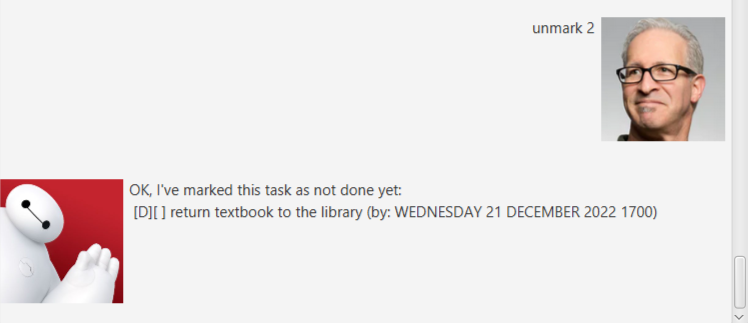 unmark 2
OK, I've marked this task as not done yet:
[D][ ] return textbook to the library (by: WEDNESDAY 21 DECEMBER 2022 1700)